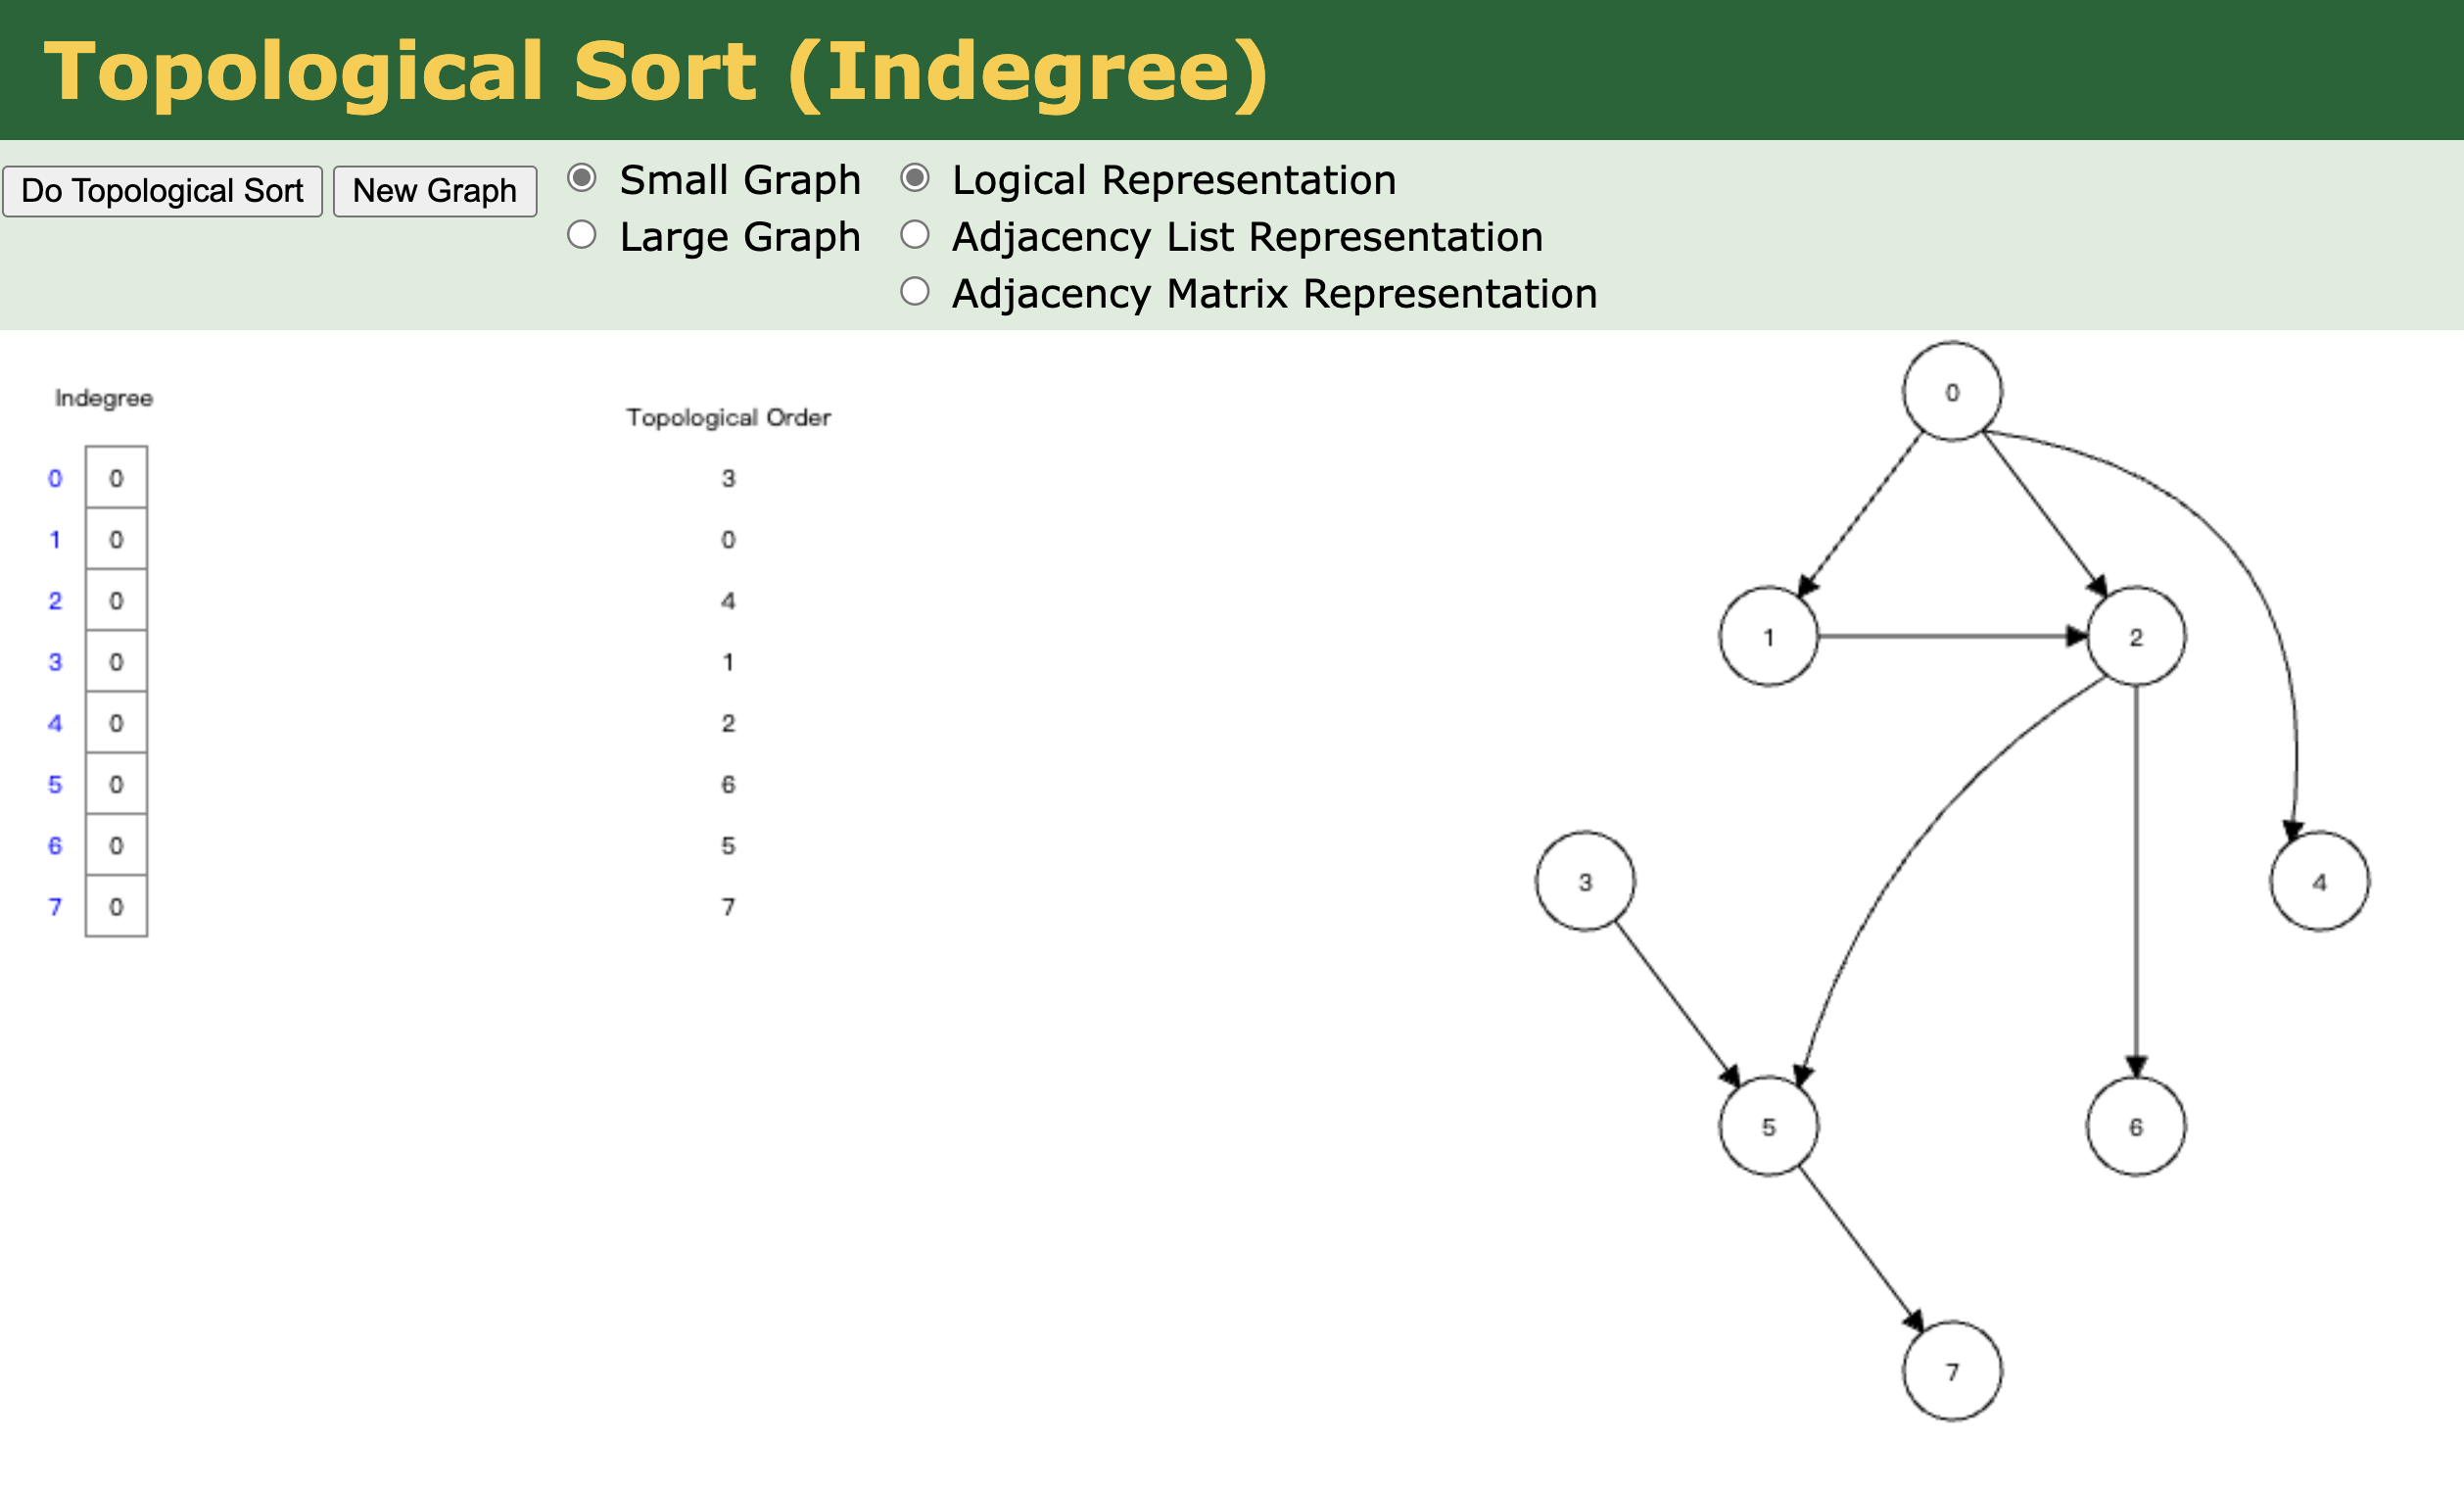 Topological Sort (Indegree)
Do Topological Sort
New Graph
Small Graph
Large Graph
Logical Representation
Adjacency List Representation
Adjacency Matrix Representation
Indegree
0 0
1 0
2 0
3 0
4 0
5 0
6 0
7 0
Topological Order
3
0
4
1
2
6
5
7
0
1
2
3
4
5
6
7